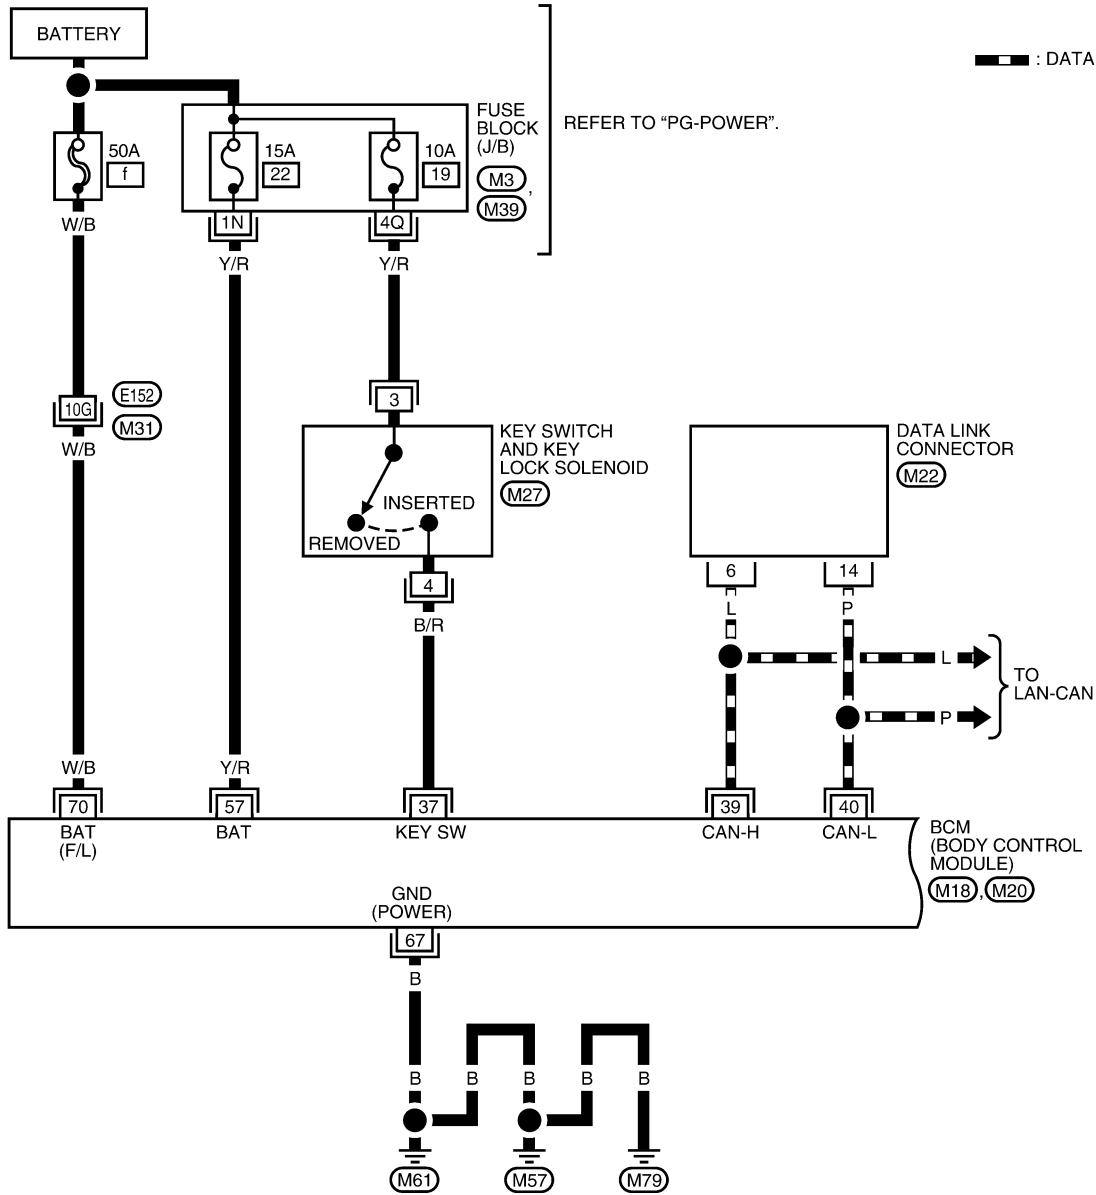 BATTERY
: DATA
50A
f
15A
22
10A
19
FUSE
BLOCK
(J/B)
M3
,
M39
REFER TO “PG-POWER”.
W/B
1N
4Q
Y/R
Y/R
10G
E152
M31
W/B
3
KEY SWITCH
AND KEY
LOCK SOLENOID
M27
INSERTED
REMOVED
DATA LINK
CONNECTOR
M22
4
B/R
6
14
L
P
L
P
TO
LAN-CAN
W/B
Y/R
70
57
37
39
40
BAT
(F/L)
BAT
KEY SW
CAN-H
CAN-L
BCM
(BODY CONTROL
MODULE)
M18 , M20
GND
(POWER)
67
B
B
B
B
B
B
M61
M57
M79